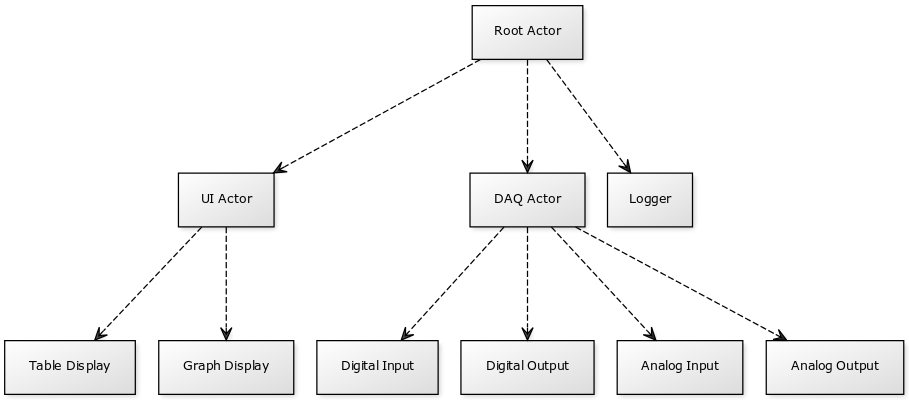 Root Actor
UI Actor
DAQ Actor
Logger
Table Display
Graph Display
Digital Input
Digital Output
Analog Input
Analog Output